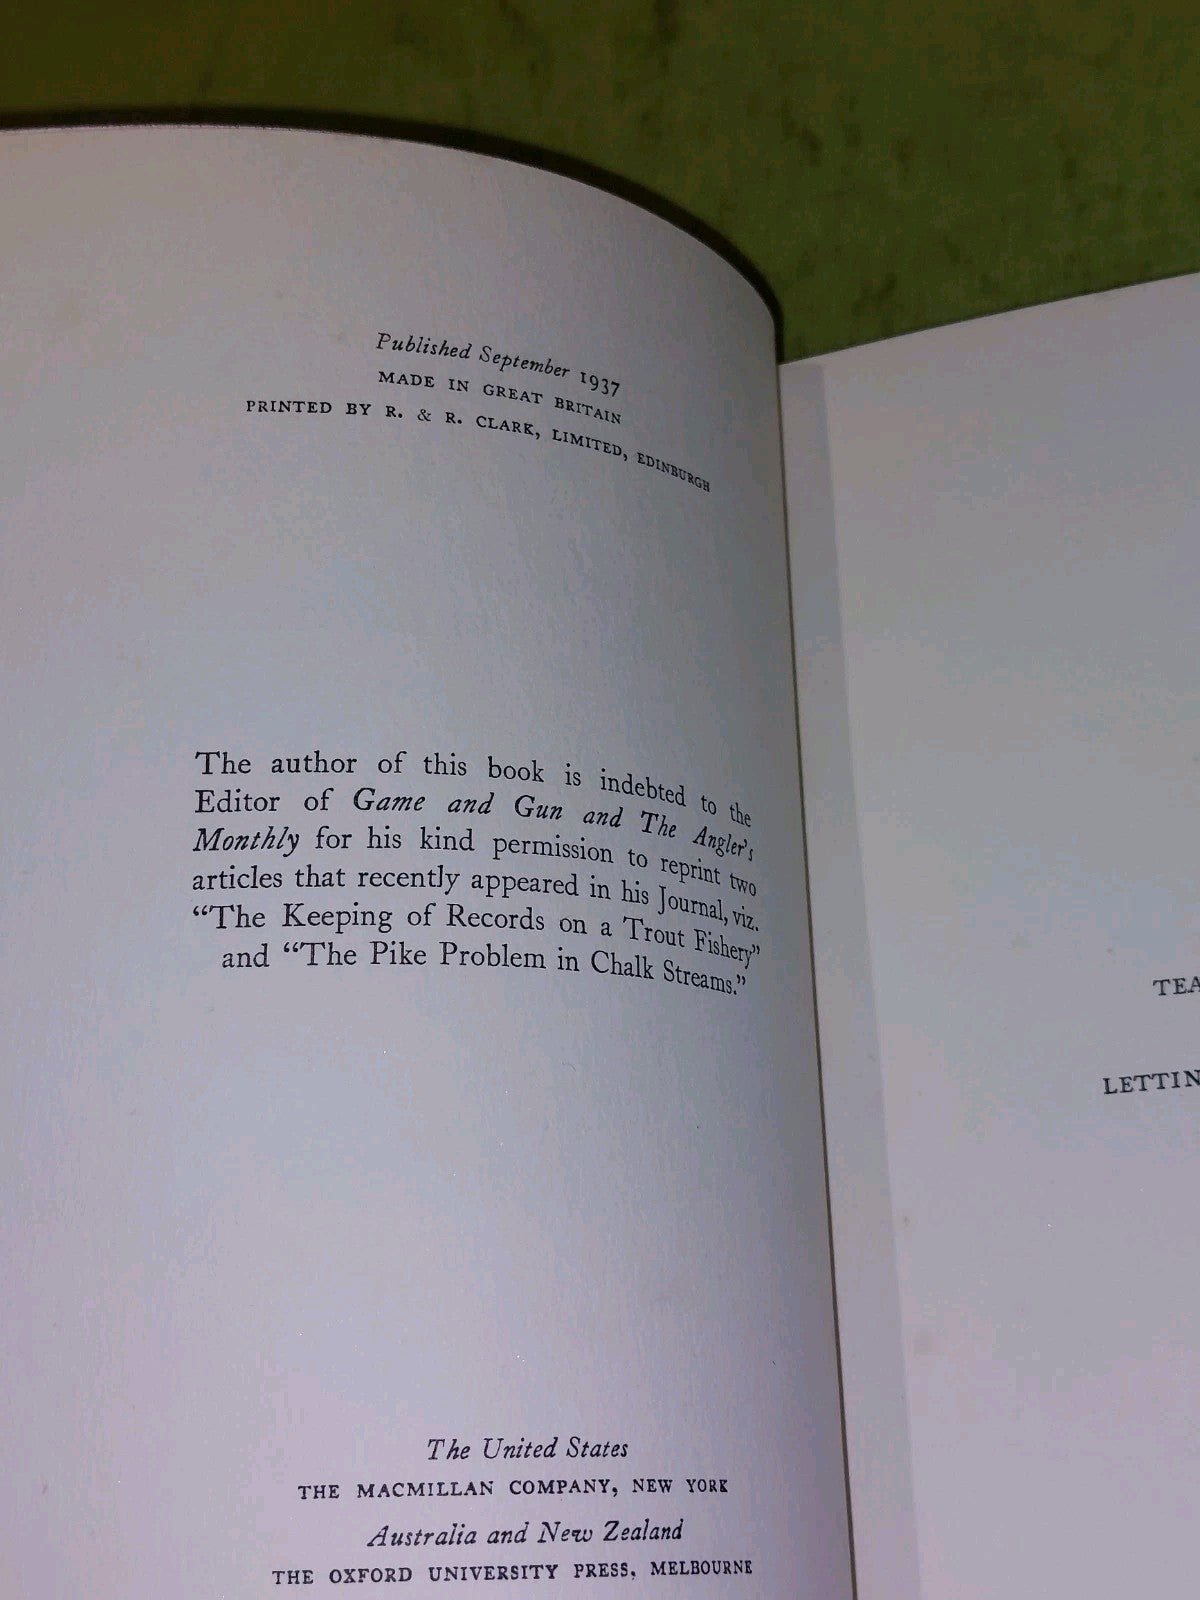 Published September 1937
MADE IN GREAT BRITAIN
PRINTED BY R. & R. CLARK, LIMITED, EDINBURGH
The author of this book is indebted to the
Editor of Game and Gun and The Angler's
Monthly for his kind permission to reprint two
articles that recently appeared in his Journal, viz.
“The Keeping of Records on a Trout Fishery”
and “The Pike Problem in Chalk Streams.”
The United States
THE MACMILLAN COMPANY, NEW YORK
Australia and New Zealand
THE OXFORD UNIVERSITY PRESS, MELBOURNE
TEA
LETTIN